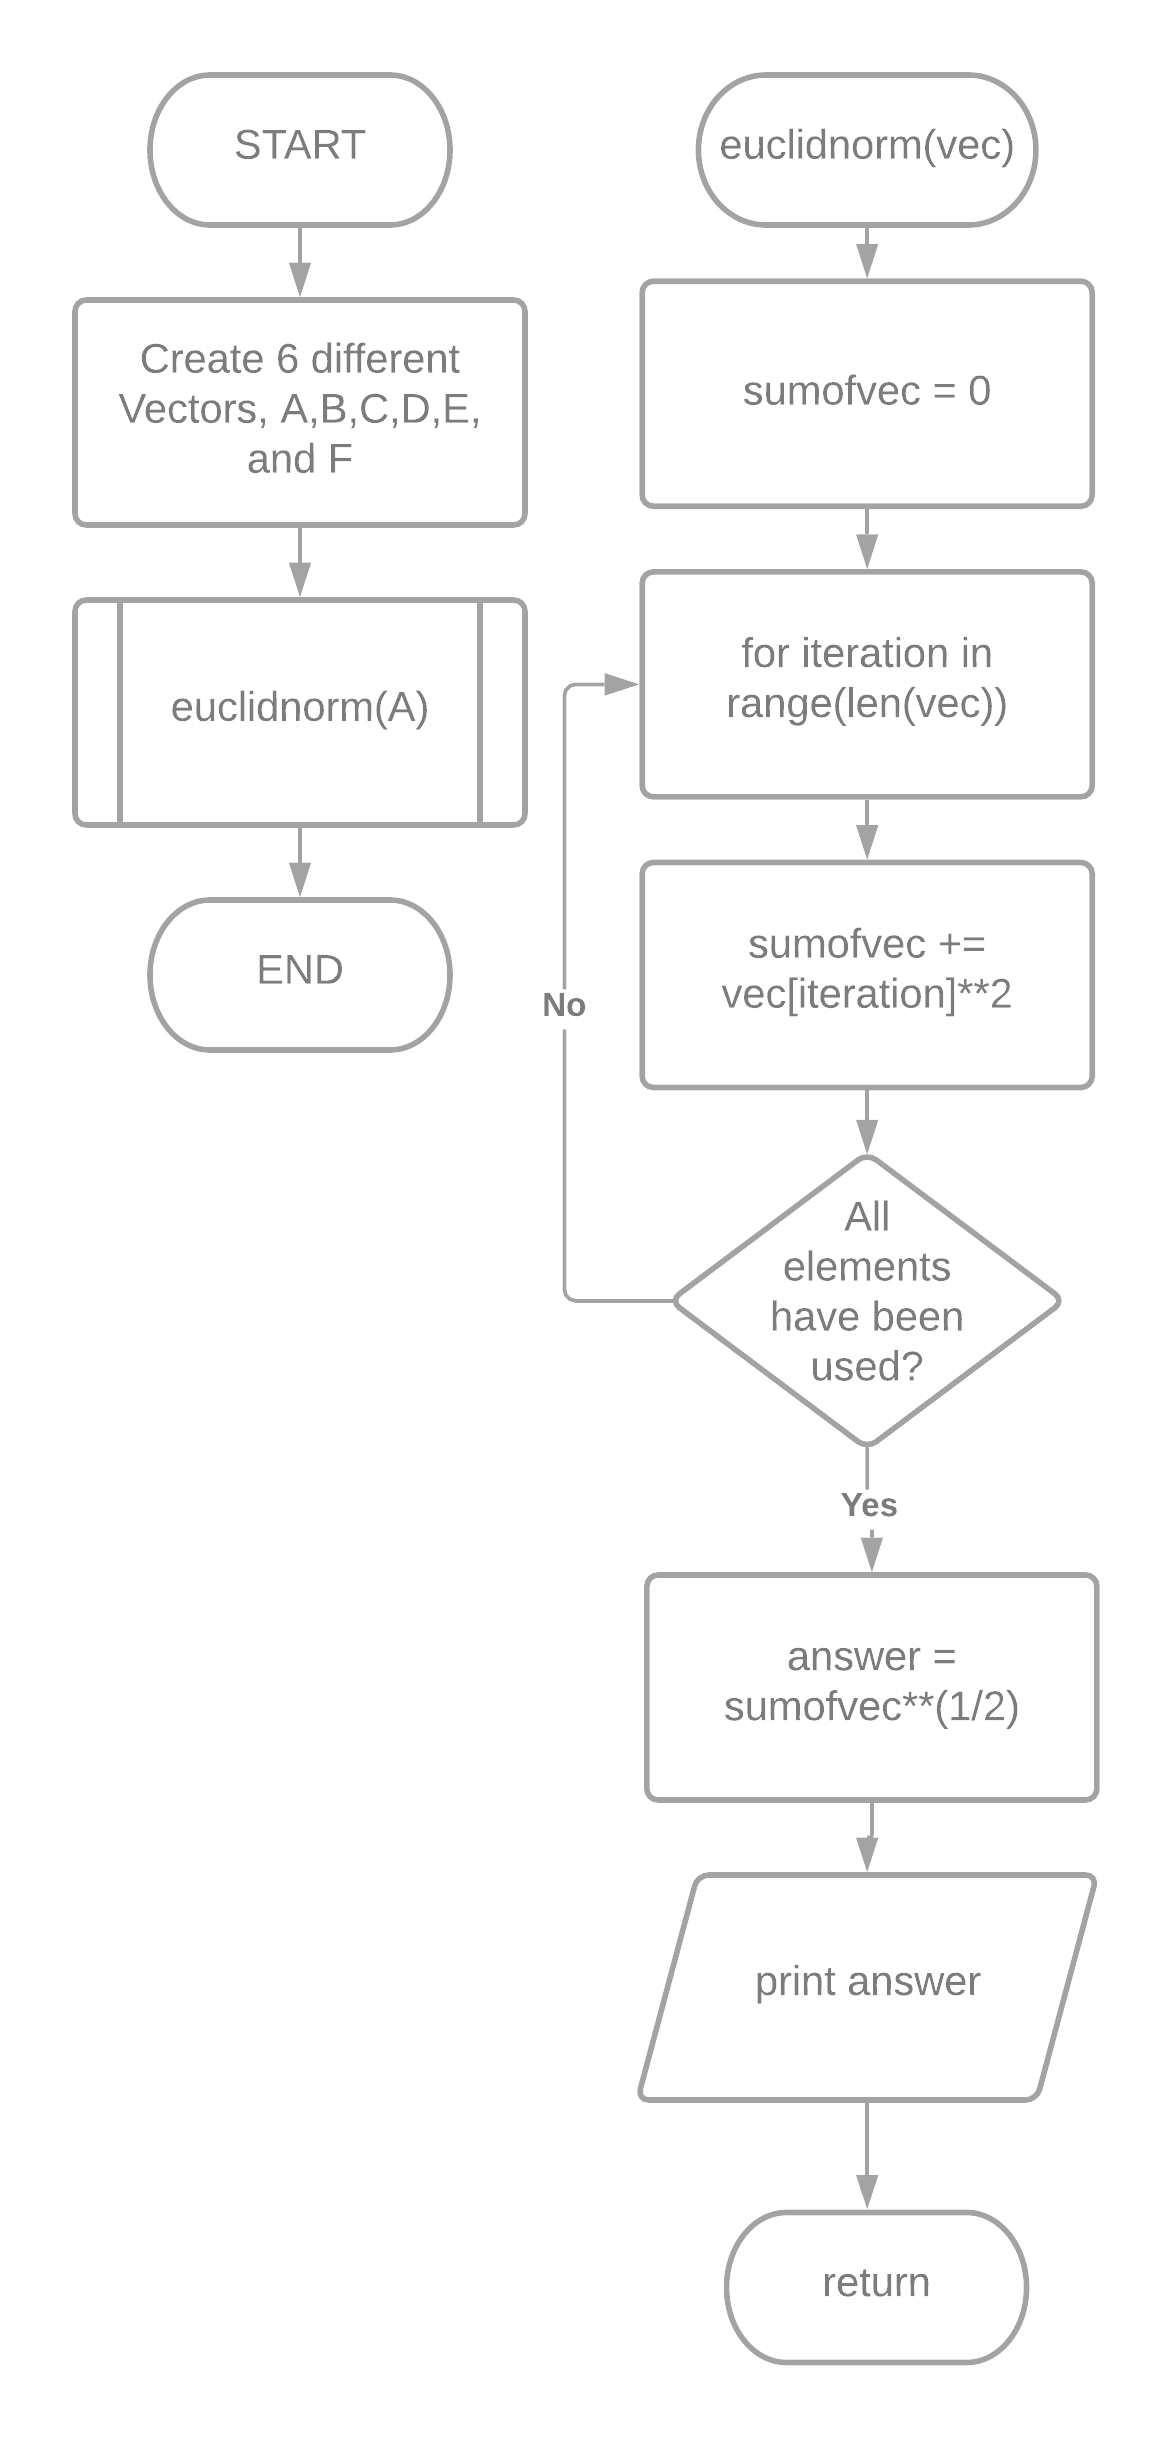 START
Create 6 different
Vectors, A,B,C,D,E,
and F
euclidnorm(A)
END
euclidnorm(vec)
sumofvec = 0
for iteration in
range(len(vec))
sumofvec +=
vec[iteration]**2
All
elements
have been
used?
No
Yes
answer =
sumofvec**(1/2)
print answer
return